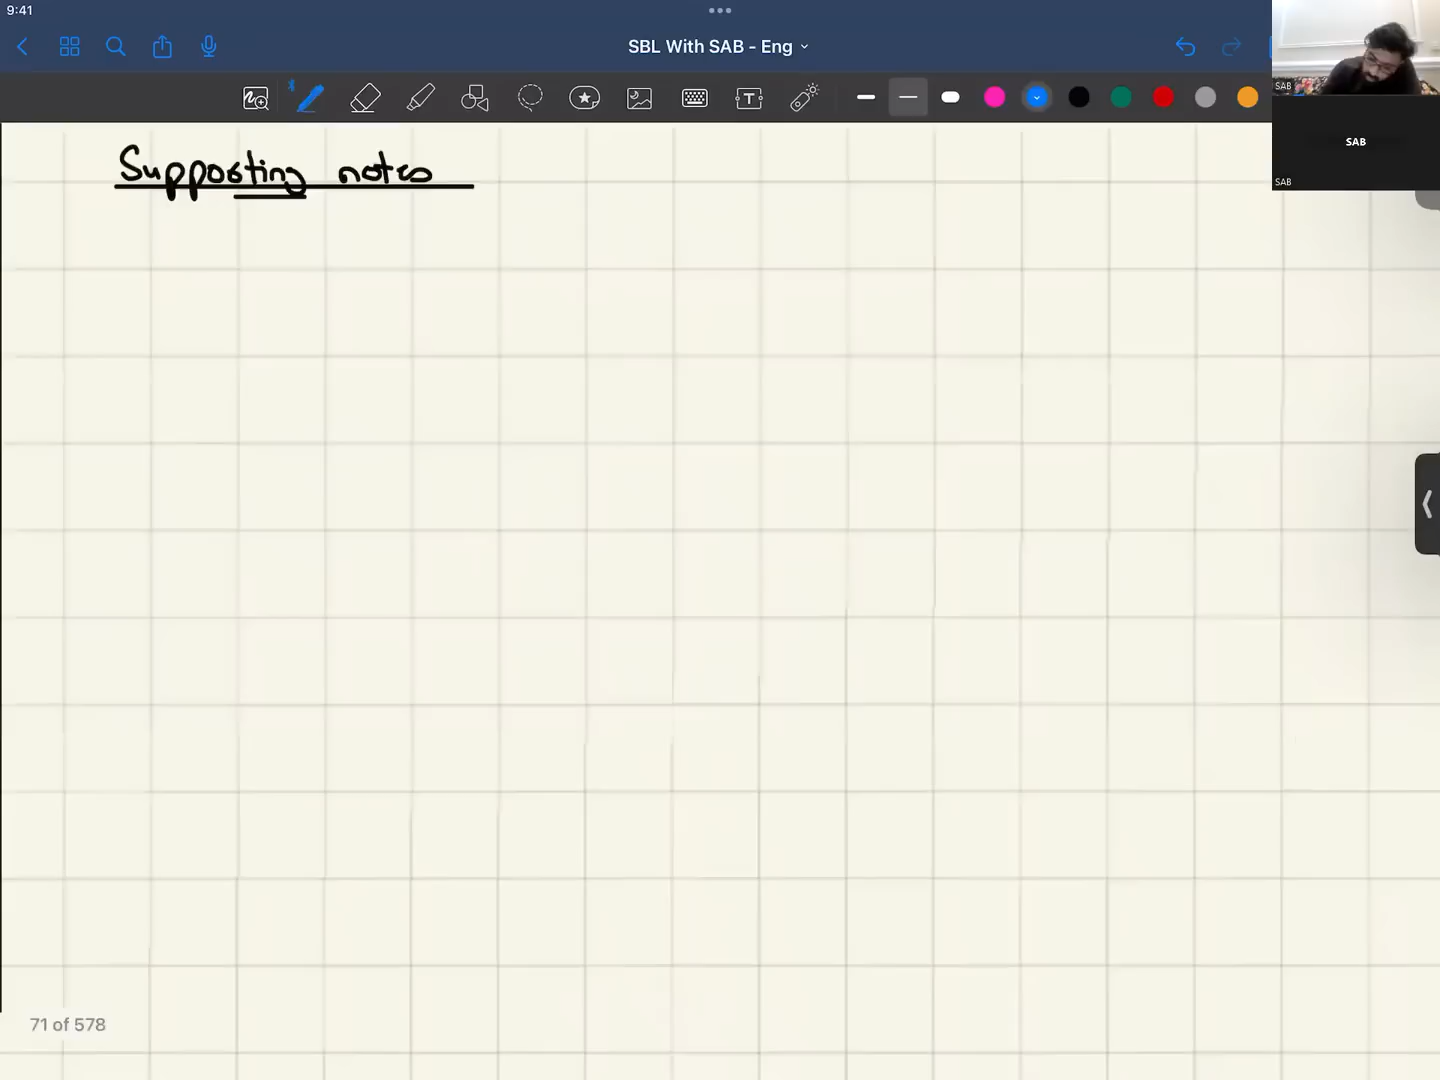 9:41
SBL With SAB - Eng
SAB
SAB
SAB
Supporting notes
71 of 578